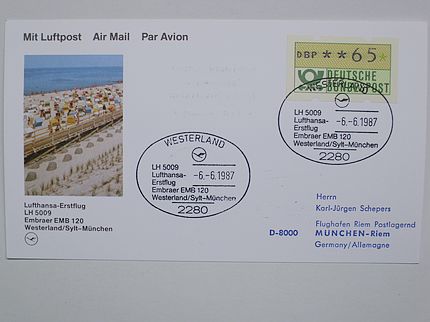 Mit Luftpost Air Mail Par Avion
DBP **65*
DEUTSCHE
BUNDESPOST
WESTERLAND
LH 5009
Lufthansa- -6.-6.1987
Erstflug
Embraer EMB 120
Westerland/Sylt-München
2280
WESTERLAND
LH 5009
Lufthansa- -6.-6.1987
Erstflug
Embraer EMB 120
Westerland/Sylt-München
2280
Lufthansa-Erstflug
LH 5009
Embraer EMB 120
Westerland/Sylt-München
Herrn
Karl-Jürgen Schepers
Flughafen Riem Postlagernd
D-8000 MÜNCHEN-Riem
Germany/Allemagne